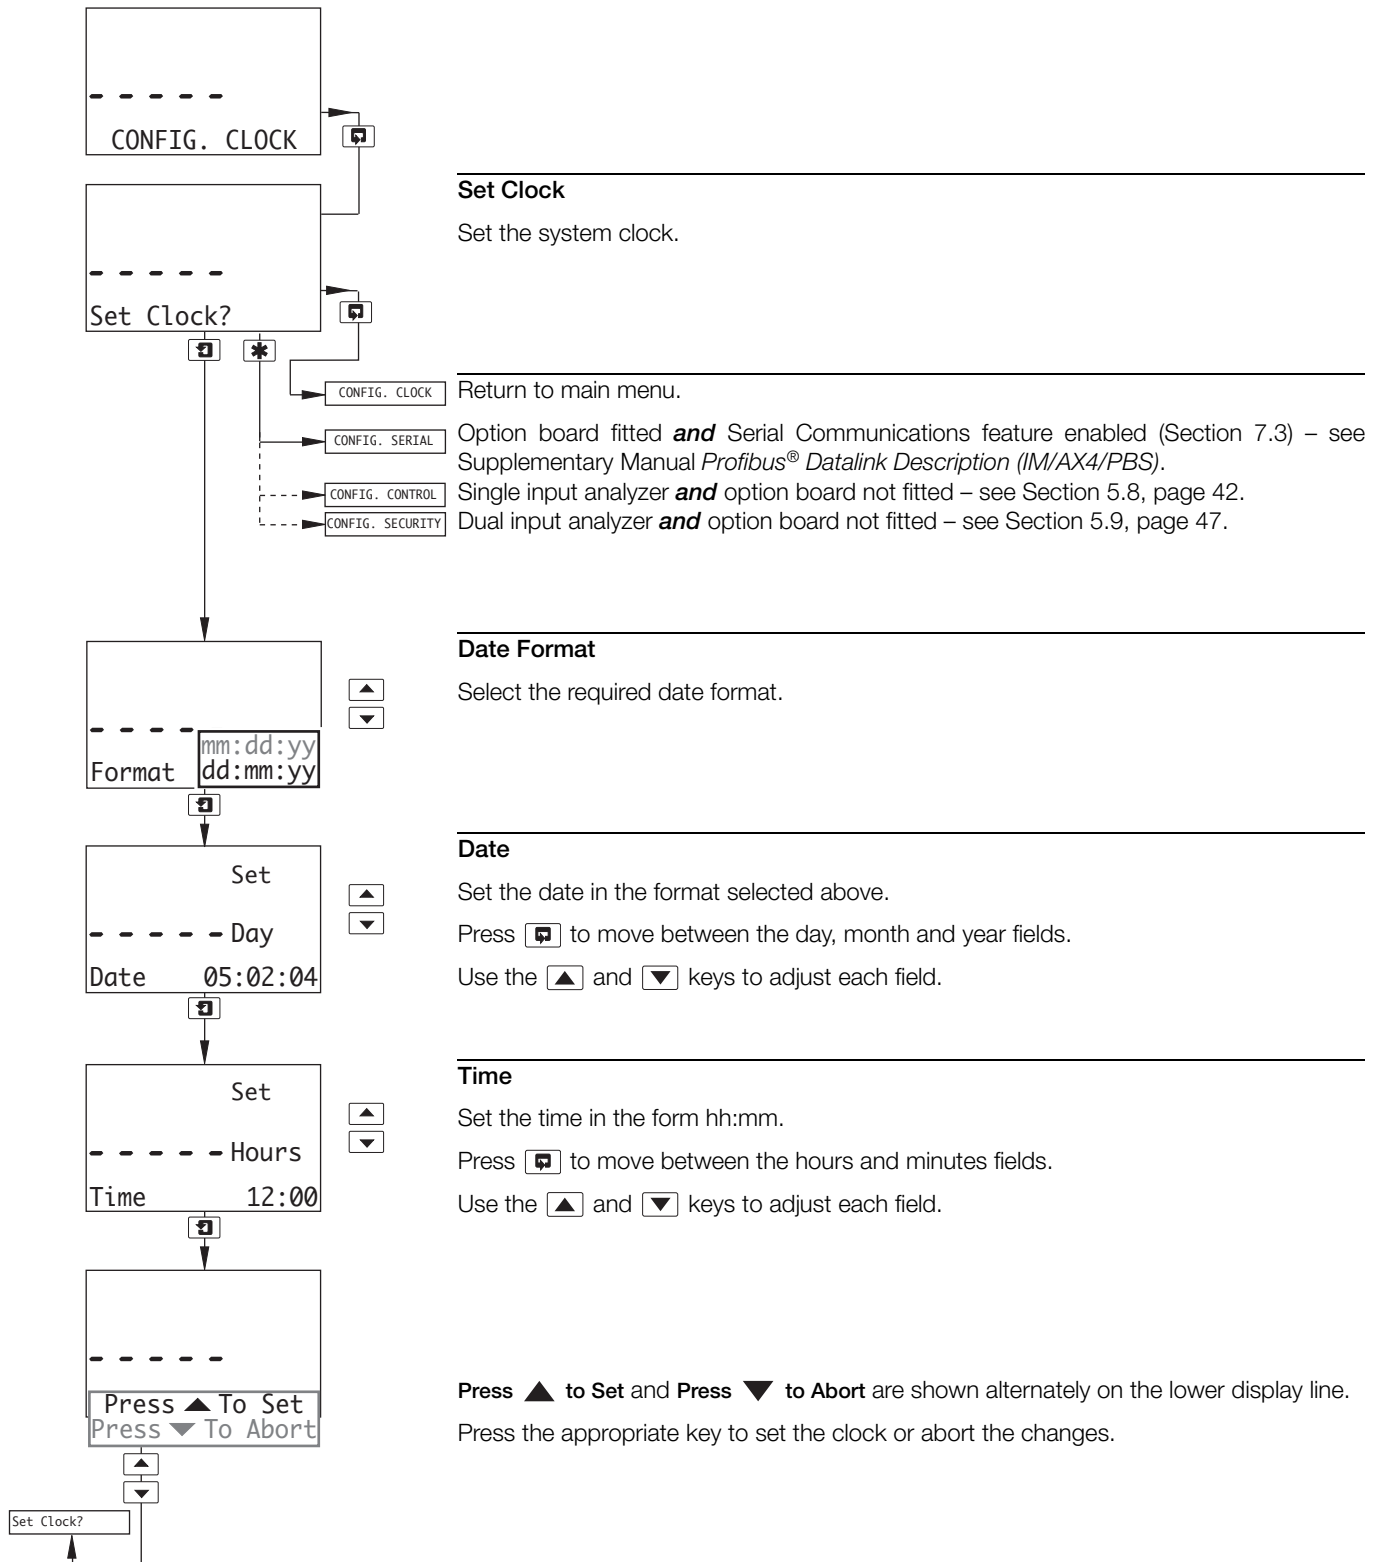 CONFIG. CLOCK
Set Clock
Set the system clock.
Set Clock?
CONFIG. CLOCK Return to main menu.
CONFIG. SERIAL Option board fitted and Serial Communications feature enabled (Section 7.3) – see
Supplementary Manual Profibus® Datalink Description (IM/AX4/PBS).
CONFIG. CONTROL Single input analyzer and option board not fitted – see Section 5.8, page 42.
CONFIG. SECURITY Dual input analyzer and option board not fitted – see Section 5.9, page 47.
Date Format
Select the required date format.
mm:dd:yy
Format dd:mm:yy
Date
Set
Set the date in the format selected above.
Day
Press to move between the day, month and year fields.
Date 05:02:04
Use the ▲ and ▼ keys to adjust each field.
Time
Set
Set the time in the form hh:mm.
Hours
Press to move between the hours and minutes fields.
Time 12:00
Use the ▲ and ▼ keys to adjust each field.
Press ▲ To Set
Press ▼ To Abort
Press ▲ to Set and Press ▼ to Abort are shown alternately on the lower display line.
Press the appropriate key to set the clock or abort the changes.
Set Clock?